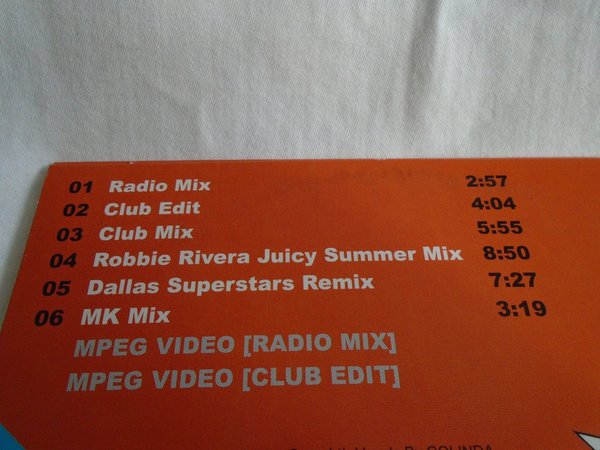 01 Radio Mix 2:57
02 Club Edit 4:04
03 Club Mix 5:55
04 Robbie Rivera Juicy Summer Mix 8:50
05 Dallas Superstars Remix 7:27
06 MK Mix 3:19
MPEG VIDEO [RADIO MIX]
MPEG VIDEO [CLUB EDIT]